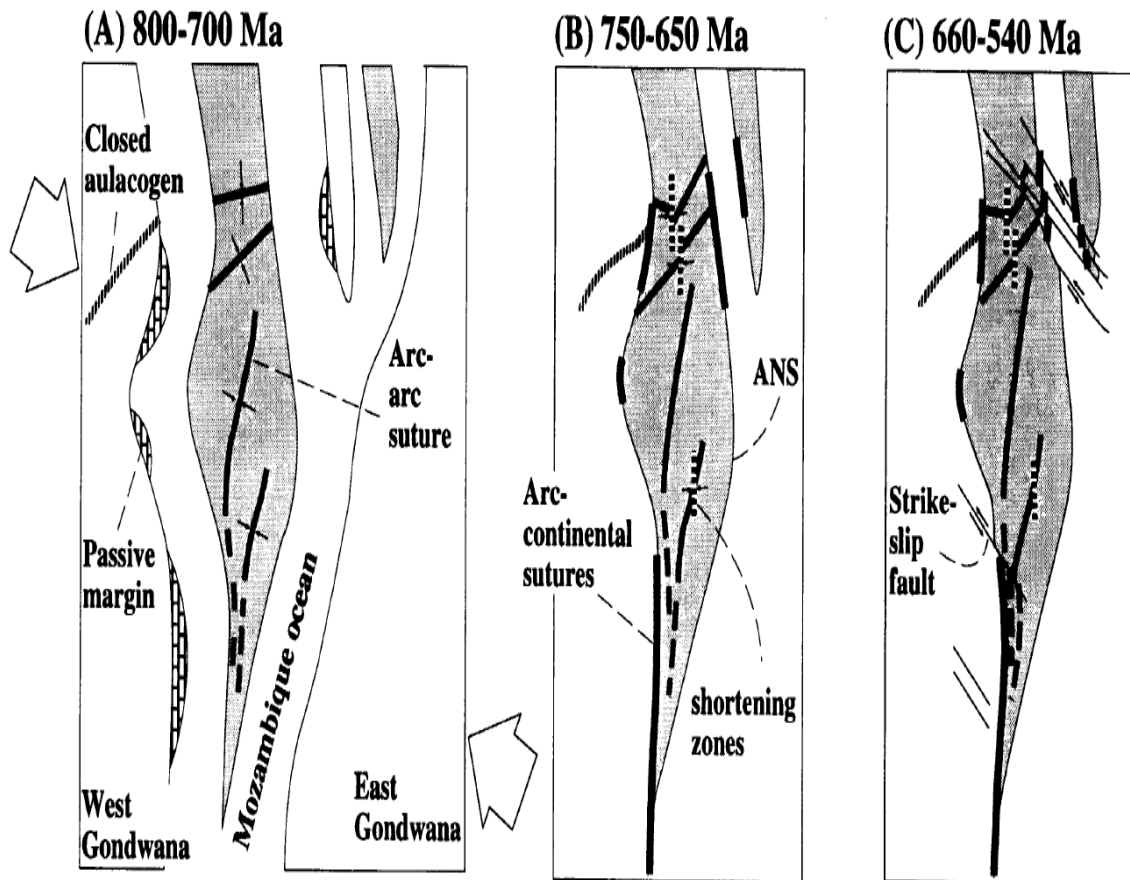 (A) 800-700 Ma
(B) 750-650 Ma
(C) 660-540 Ma
Closed
aulacogen
Arc-
arc
suture
Passive
margin
Mozambique ocean
West
Gondwana
East
Gondwana
ANS
Arc-
continental
sutures
shortening
zones
Strike-
slip
fault